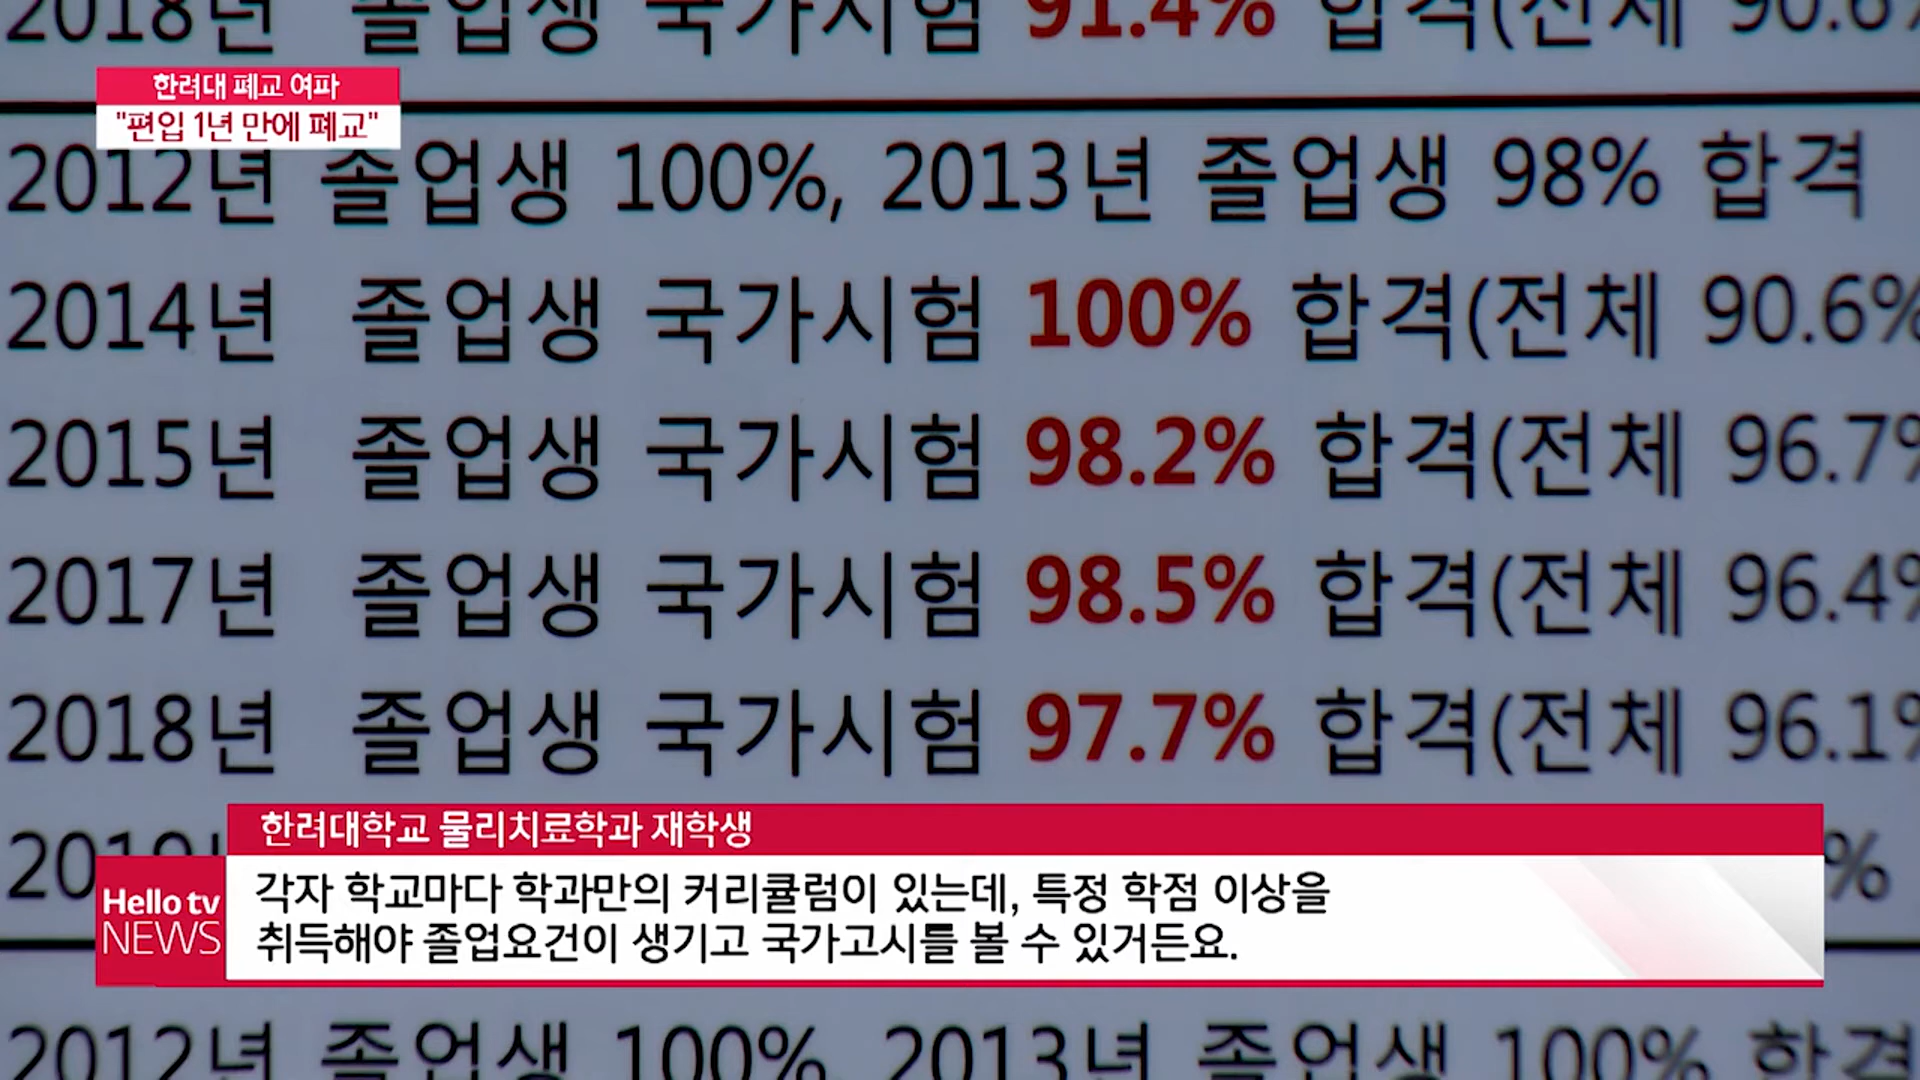 2018년 졸업생 국가시험 91.4% 합격(전체 90.6%
한려대 폐교 여파
"편입 1년 만에 폐교"
2012년 졸업생 100%, 2013년 졸업생 98% 합격
2014년 졸업생 국가시험 100% 합격(전체 90.6%
2015년 졸업생 국가시험 98.2% 합격(전체 96.7%
2017년 졸업생 국가시험 98.5% 합격(전체 96.4%
2018년 졸업생 국가시험 97.7% 합격(전체 96.1%
한려대학교 물리치료학과 재학생
%
Hello tv
NEWS
각자 학교마다 학과만의 커리큘럼이 있는데, 특정 학점 이상을
취득해야 졸업요건이 생기고 국가고시를 볼 수 있거든요.
2012년 졸업생 100%, 2013년 졸업생 100% 합격